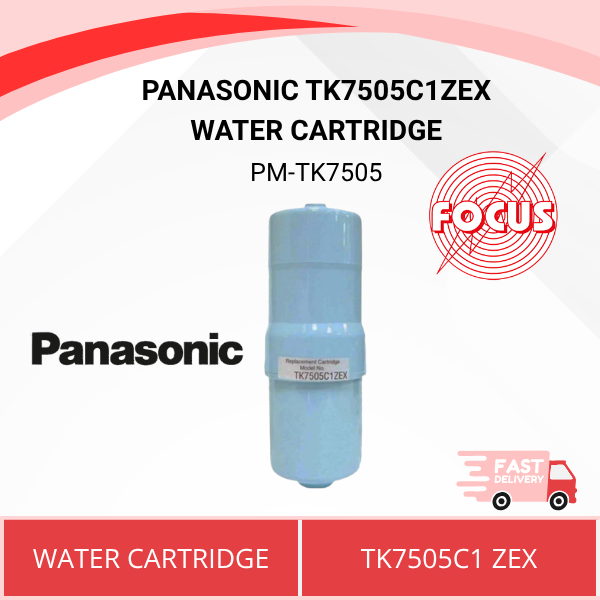 PANASONIC TK7505C1ZEX
WATER CARTRIDGE
PM-TK7505
FOCUS
Panasonic
Replacement Cartridge
Model No.
TK7505C1ZEX
FAST
DELIVERY
WATER CARTRIDGE
TK7505C1 ZEX